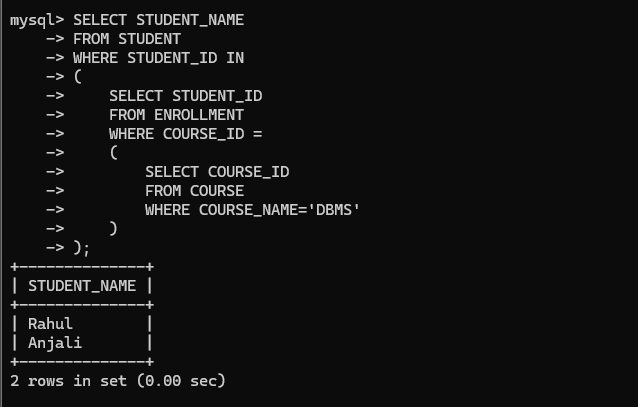 mysql> SELECT STUDENT_NAME
    -> FROM STUDENT
    -> WHERE STUDENT_ID IN
    -> (
    ->     SELECT STUDENT_ID
    ->     FROM ENROLLMENT
    ->     WHERE COURSE_ID =
    ->     (
    ->         SELECT COURSE_ID
    ->         FROM COURSE
    ->         WHERE COURSE_NAME='DBMS'
    ->     )
    -> );
+--------------+
| STUDENT_NAME |
+--------------+
| Rahul        |
| Anjali       |
+--------------+
2 rows in set (0.00 sec)